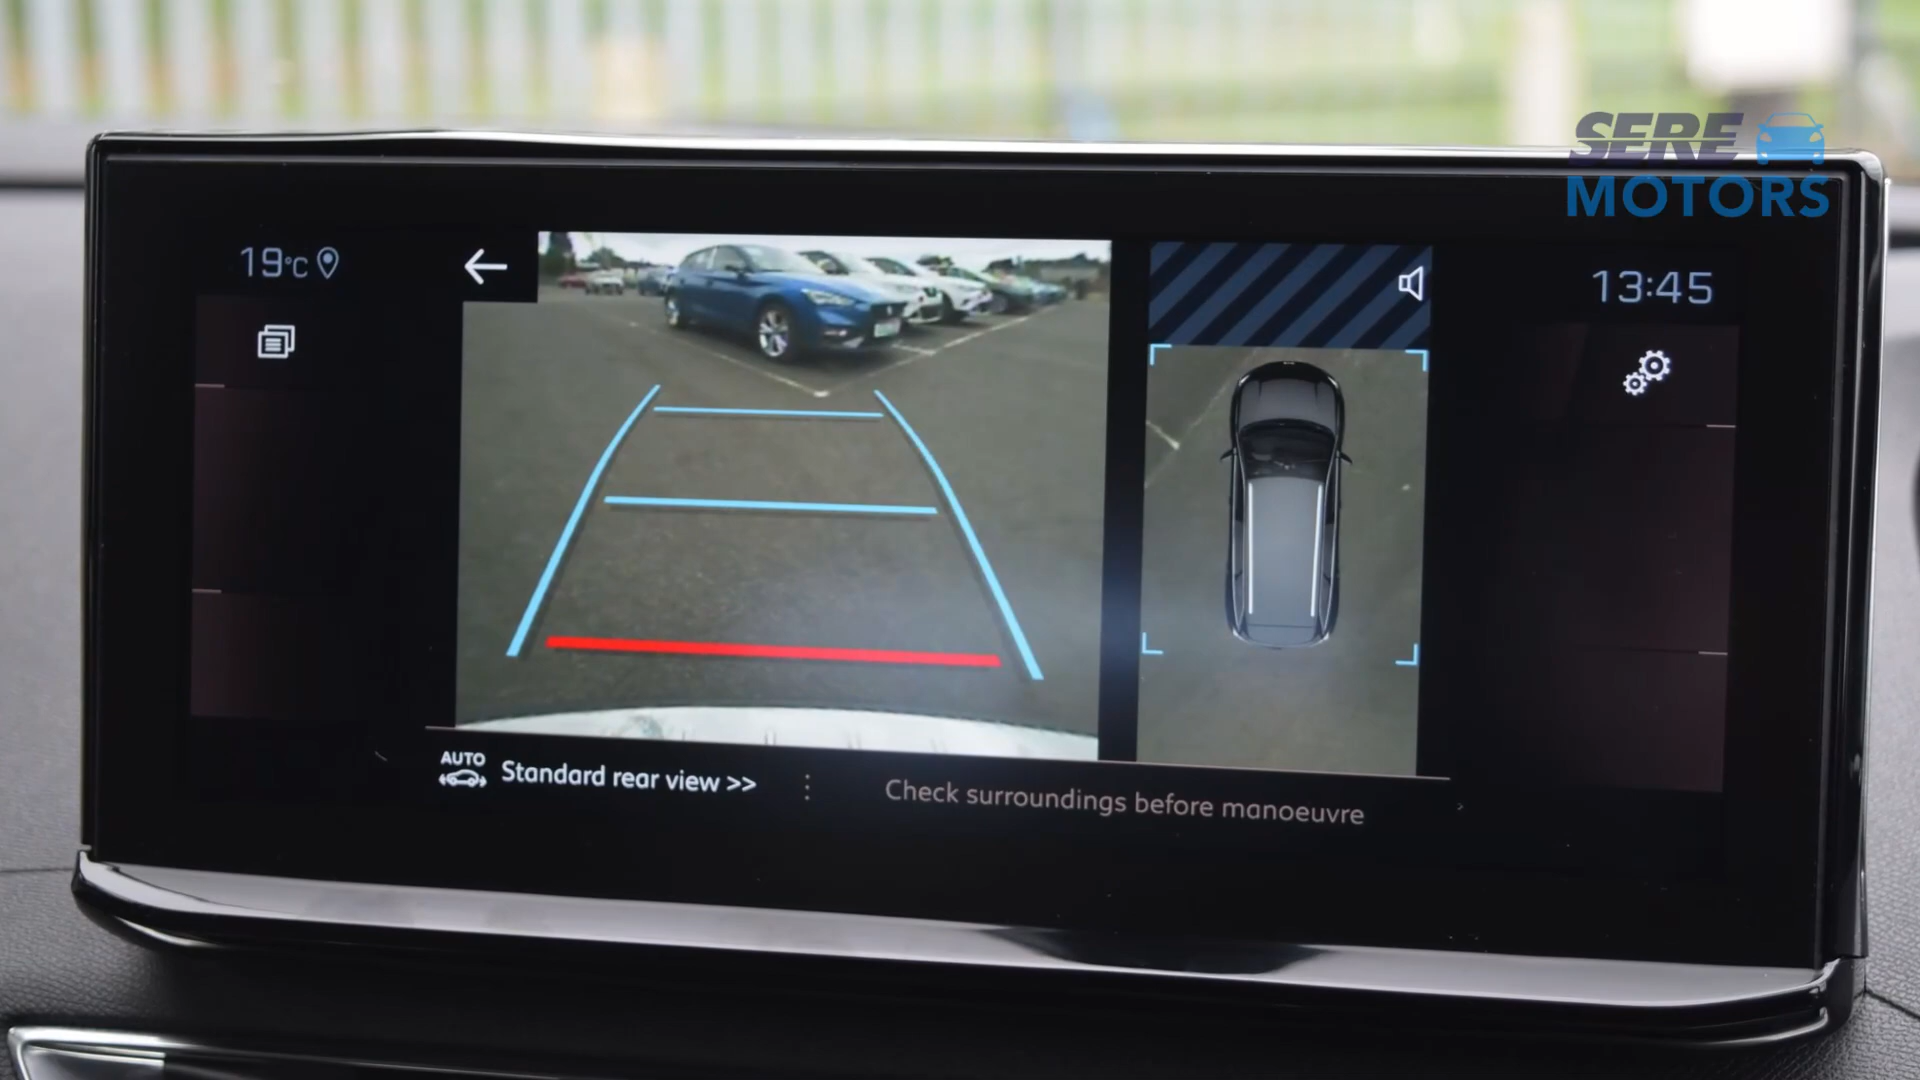 SERE
MOTORS
19°C
13:45
AUTO
Standard rear view >>
Check surroundings before manoeuvre